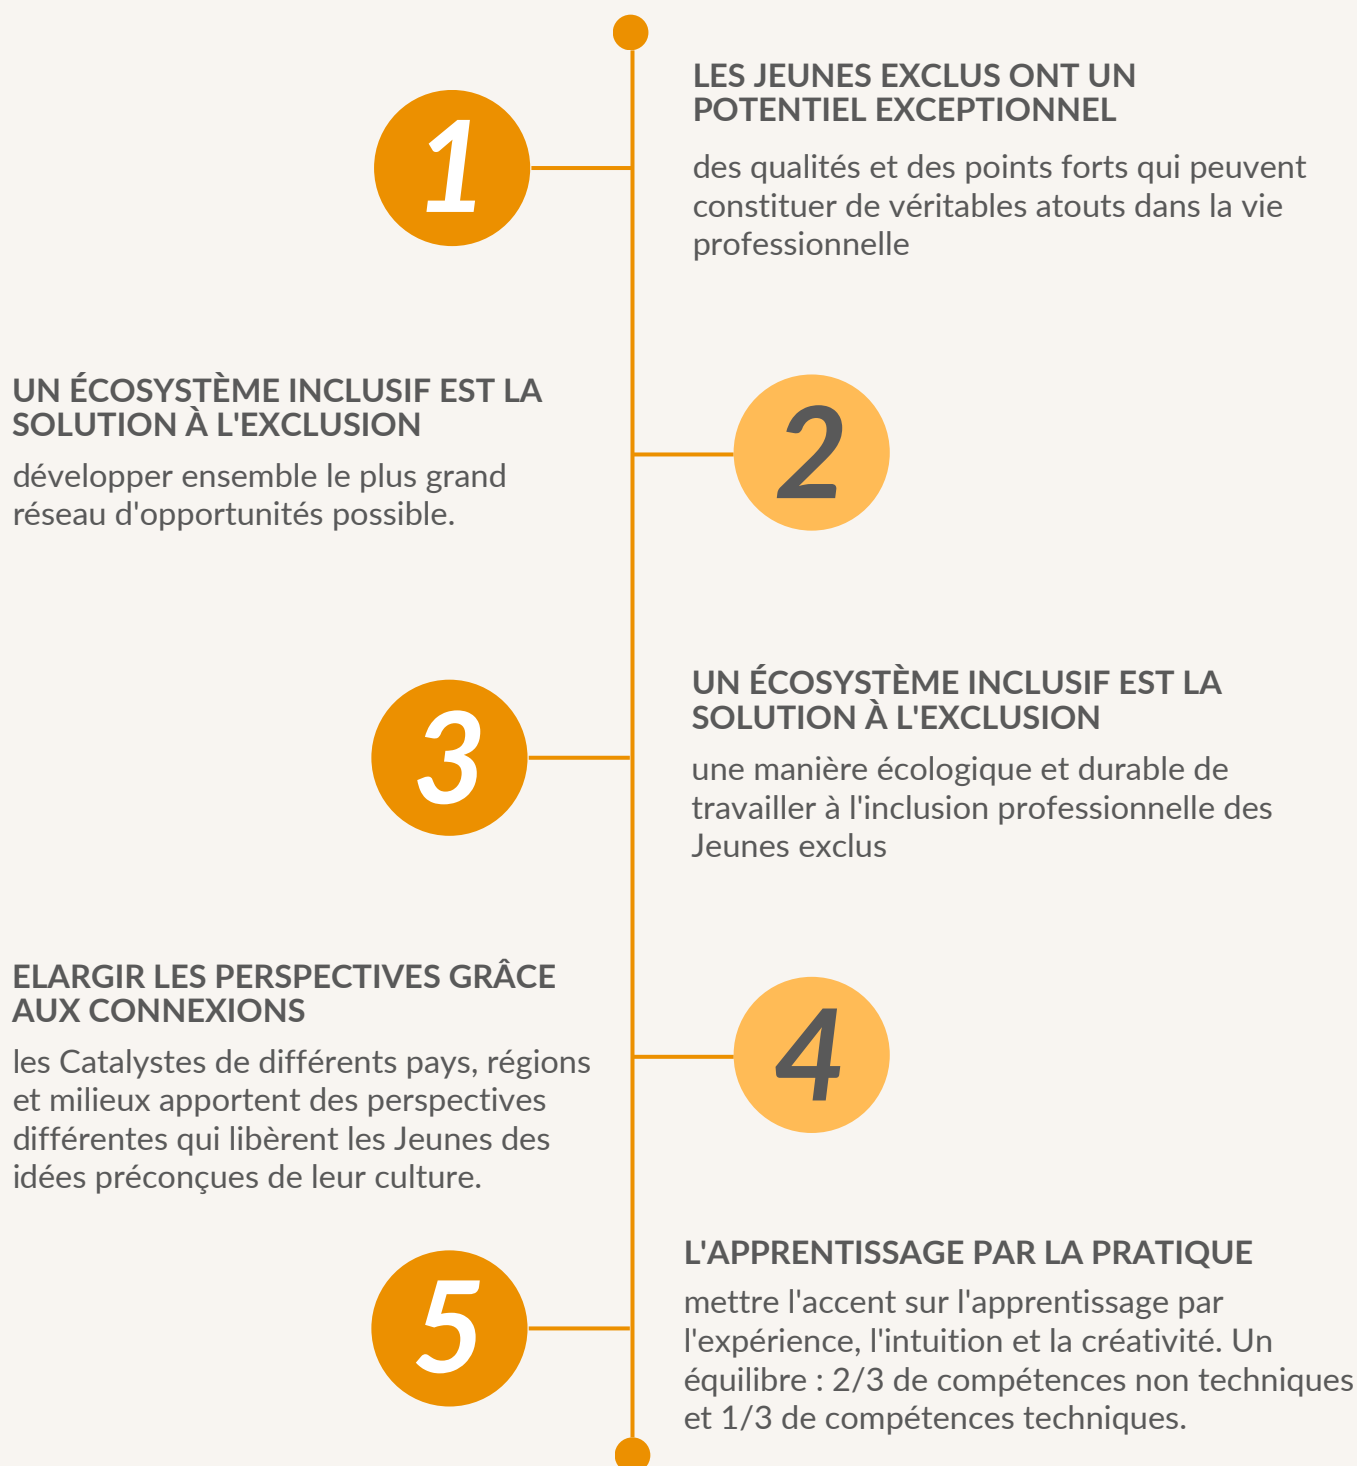 1
LES JEUNES EXCLUS ONT UN
POTENTIEL EXCEPTIONNEL
des qualités et des points forts qui peuvent
constituer de véritables atouts dans la vie
professionnelle
UN ÉCOSYSTÈME INCLUSIF EST LA
SOLUTION À L'EXCLUSION
développer ensemble le plus grand
réseau d'opportunités possible.
2
3
UN ÉCOSYSTÈME INCLUSIF EST LA
SOLUTION À L'EXCLUSION
une manière écologique et durable de
travailler à l'inclusion professionnelle des
Jeunes exclus
ELARGIR LES PERSPECTIVES GRÂCE
AUX CONNEXIONS
les Catalystes de différents pays, régions
et milieux apportent des perspectives
différentes qui libèrent les Jeunes des
idées préconçues de leur culture.
4
5
L'APPRENTISSAGE PAR LA PRATIQUE
mettre l'accent sur l'apprentissage par
l'expérience, l'intuition et la créativité. Un
équilibre : 2/3 de compétences non techniques
et 1/3 de compétences techniques.